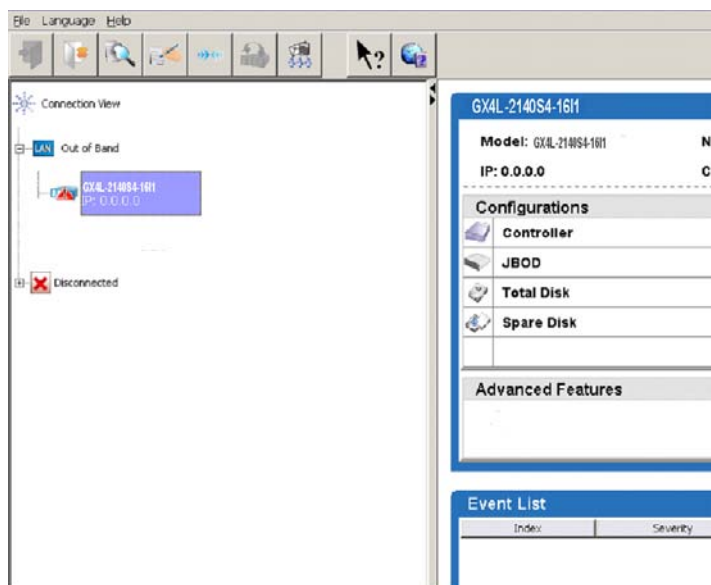 File Language Help
Connection View
LAN Out of Band
GX4L-2140S4-16I1
IP: 0.0.0.0
Disconnected
GX4L-2140S4-16I1
Model: GX4L-2140S4-16I1 N
IP: 0.0.0.0 C
Configurations
Controller
JBOD
Total Disk
Spare Disk
Advanced Features
Event List
Index Severity